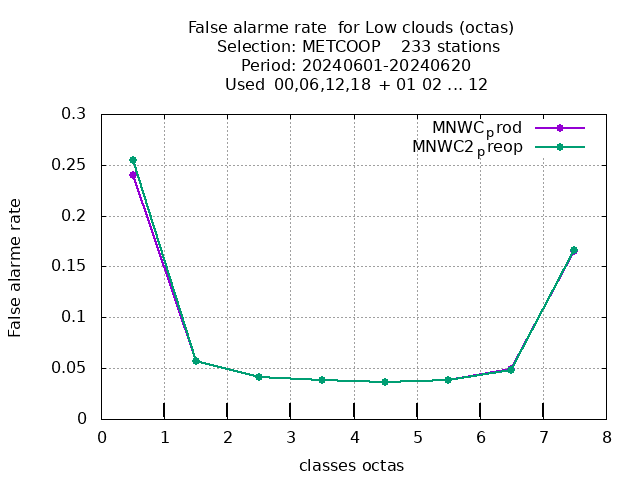 False alarme rate  for Low clouds (octas)
Selection: METCOOP    233 stations
Period: 20240601-20240620
Used  00,06,12,18 + 01 02 ... 12
0.3
0.25
0.2
0.15
0.1
0.05
0
False alarme rate
MNWCprod
MNWC2preop
0 1 2 3 4 5 6 7 8
classes octas